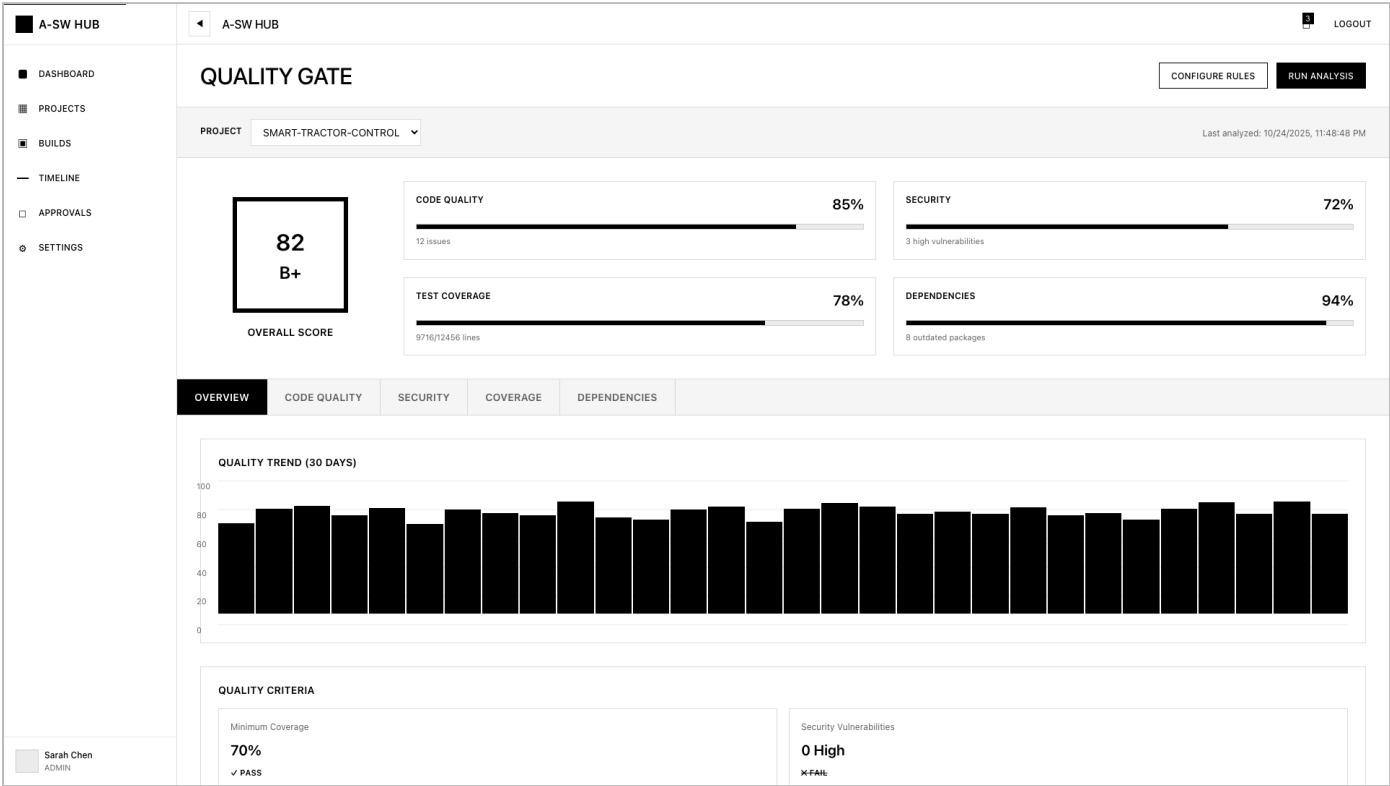 A-SW HUB
A-SW HUB
3
LOGOUT
DASHBOARD
PROJECTS
BUILDS
TIMELINE
APPROVALS
SETTINGS
QUALITY GATE
CONFIGURE RULES
RUN ANALYSIS
PROJECT
SMART-TRACTOR-CONTROL
Last analyzed: 10/24/2025, 11:48:48 PM
82
B+
OVERALL SCORE
CODE QUALITY
85%
12 issues
SECURITY
72%
3 high vulnerabilities
TEST COVERAGE
78%
9716/12456 lines
DEPENDENCIES
94%
8 outdated packages
OVERVIEW
CODE QUALITY
SECURITY
COVERAGE
DEPENDENCIES
QUALITY TREND (30 DAYS)
100
80
60
40
20
0
QUALITY CRITERIA
Minimum Coverage
70%
✓ PASS
Security Vulnerabilities
0 High
✕ FAIL
Sarah Chen
ADMIN